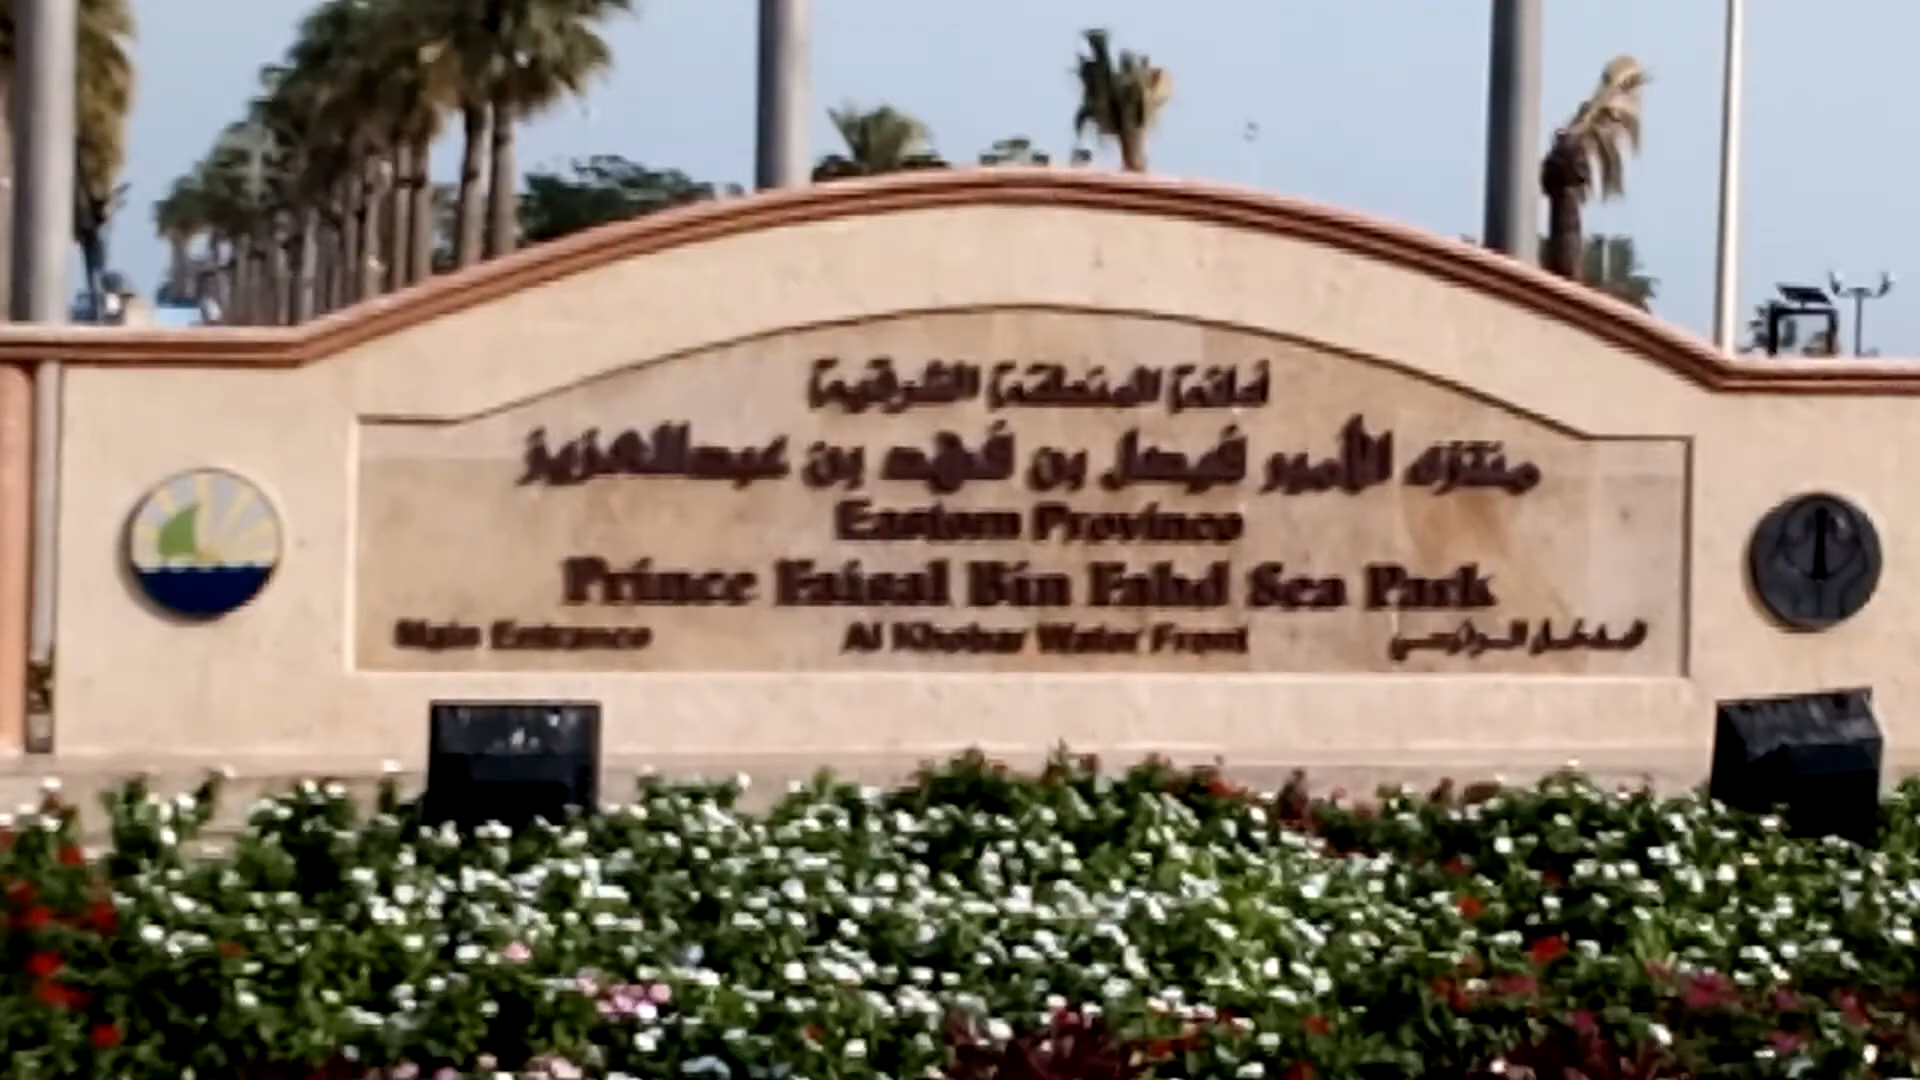 أمانة المنطقة الشرقية
منتزه الأمير فيصل بن فهد بن عبدالعزيز
Eastern Province
Prince Faisal Bin Fahd Sea Park
Main Entrance Al Khobar Water Front المدخل الرئيسي